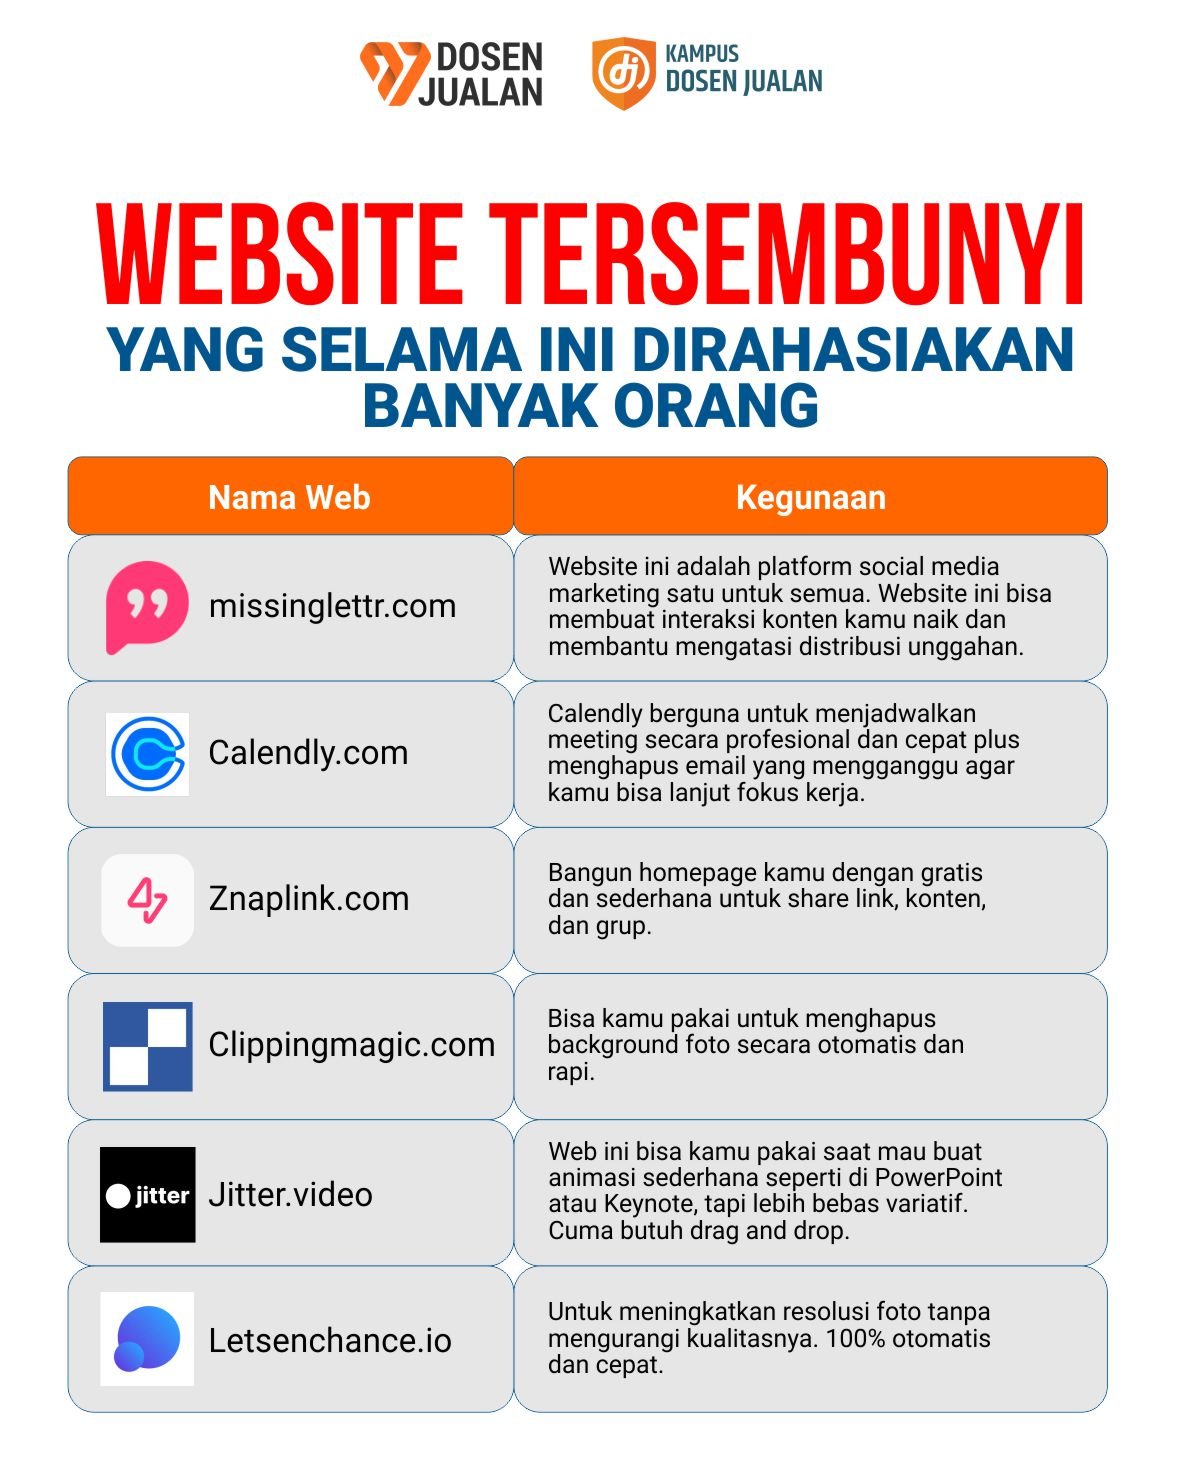 DOSEN
JUALAN
KAMPUS
DOSEN JUALAN
WEBSITE TERSEMBUNYI
YANG SELAMA INI DIRAHASIAKAN
BANYAK ORANG
Nama Web
Kegunaan
missinglettr.com
Website ini adalah platform social media
marketing satu untuk semua. Website ini bisa
membuat interaksi konten kamu naik dan
membantu mengatasi distribusi unggahan.
Calendly.com
Calendly berguna untuk menjadwalkan
meeting secara profesional dan cepat plus
menghapus email yang mengganggu agar
kamu bisa lanjut fokus kerja.
Znaplink.com
Bangun homepage kamu dengan gratis
dan sederhana untuk share link, konten,
dan grup.
Clippingmagic.com
Bisa kamu pakai untuk menghapus
background foto secara otomatis dan
rapi.
jitter
Jitter.video
Web ini bisa kamu pakai saat mau buat
animasi sederhana seperti di PowerPoint
atau Keynote, tapi lebih bebas variatif.
Cuma butuh drag and drop.
Letsenchance.io
Untuk meningkatkan resolusi foto tanpa
mengurangi kualitasnya. 100% otomatis
dan cepat.